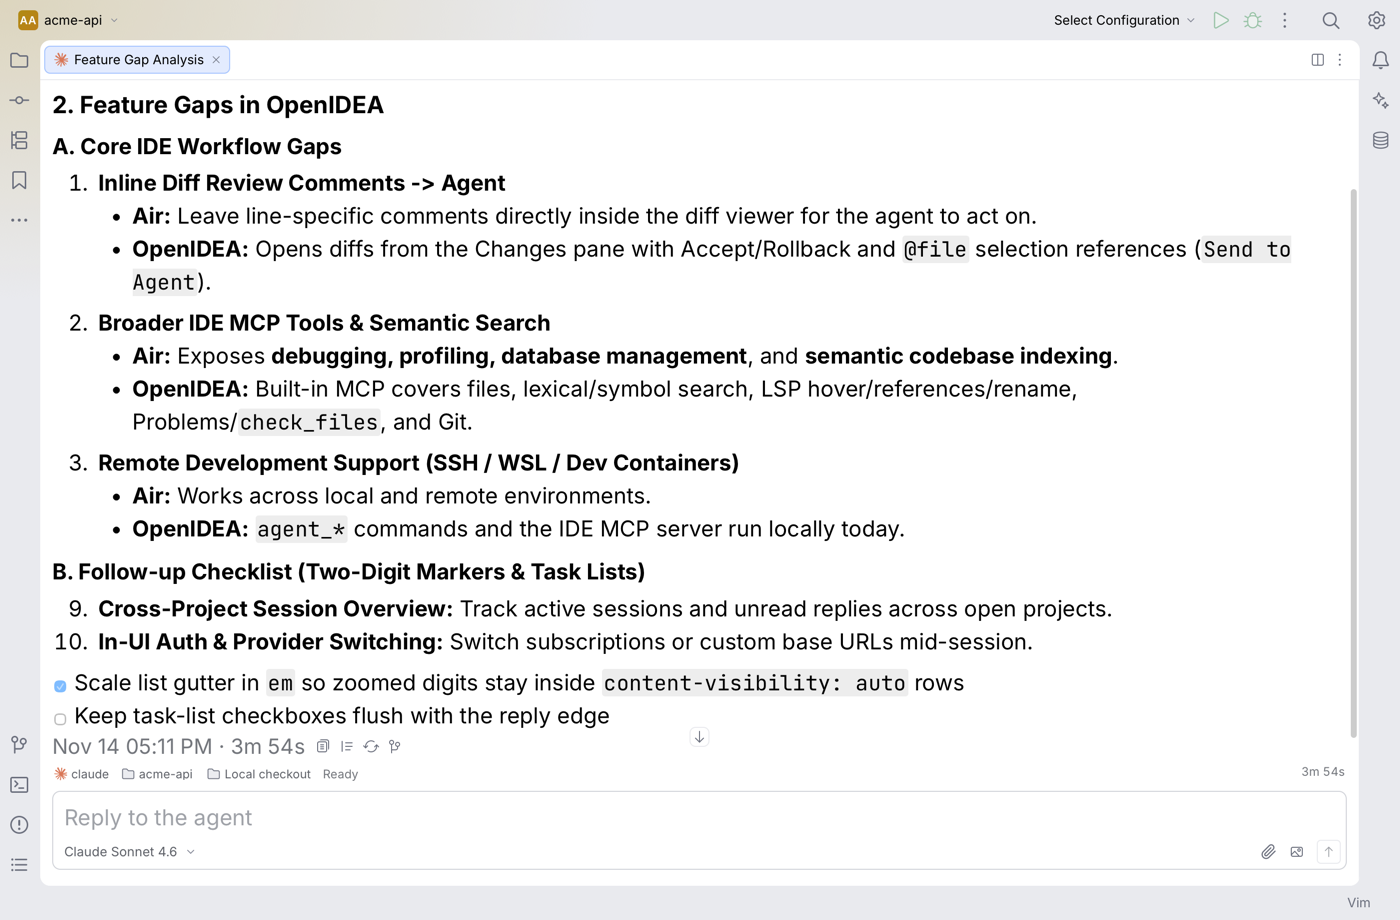 AA acme-api
Select Configuration
Feature Gap Analysis
2. Feature Gaps in OpenIDEA
A. Core IDE Workflow Gaps
1. Inline Diff Review Comments -> Agent
• Air: Leave line-specific comments directly inside the diff viewer for the agent to act on.
• OpenIDEA: Opens diffs from the Changes pane with Accept/Rollback and @file selection references (Send to
Agent).
2. Broader IDE MCP Tools & Semantic Search
• Air: Exposes debugging, profiling, database management, and semantic codebase indexing.
• OpenIDEA: Built-in MCP covers files, lexical/symbol search, LSP hover/references/rename,
Problems/check_files, and Git.
3. Remote Development Support (SSH / WSL / Dev Containers)
• Air: Works across local and remote environments.
• OpenIDEA: agent_* commands and the IDE MCP server run locally today.
B. Follow-up Checklist (Two-Digit Markers & Task Lists)
9. Cross-Project Session Overview: Track active sessions and unread replies across open projects.
10. In-UI Auth & Provider Switching: Switch subscriptions or custom base URLs mid-session.
Scale list gutter in em so zoomed digits stay inside content-visibility: auto rows
Keep task-list checkboxes flush with the reply edge
Nov 14 05:11 PM · 3m 54s
claude acme-api Local checkout Ready
3m 54s
Reply to the agent
Claude Sonnet 4.6
Vim